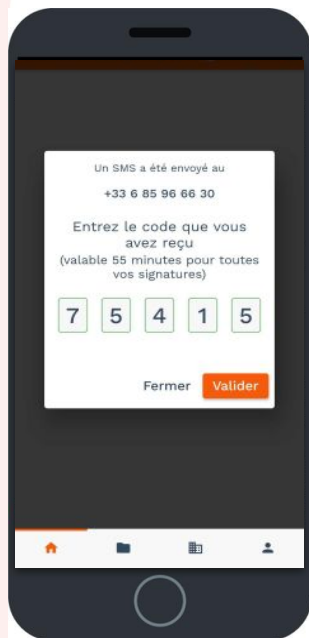 Un SMS a été envoyé au
+33 6 85 96 66 30
Entrez le code que vous
avez reçu
(valable 55 minutes pour toutes
vos signatures)
7 5 4 1 5
Fermer Valider